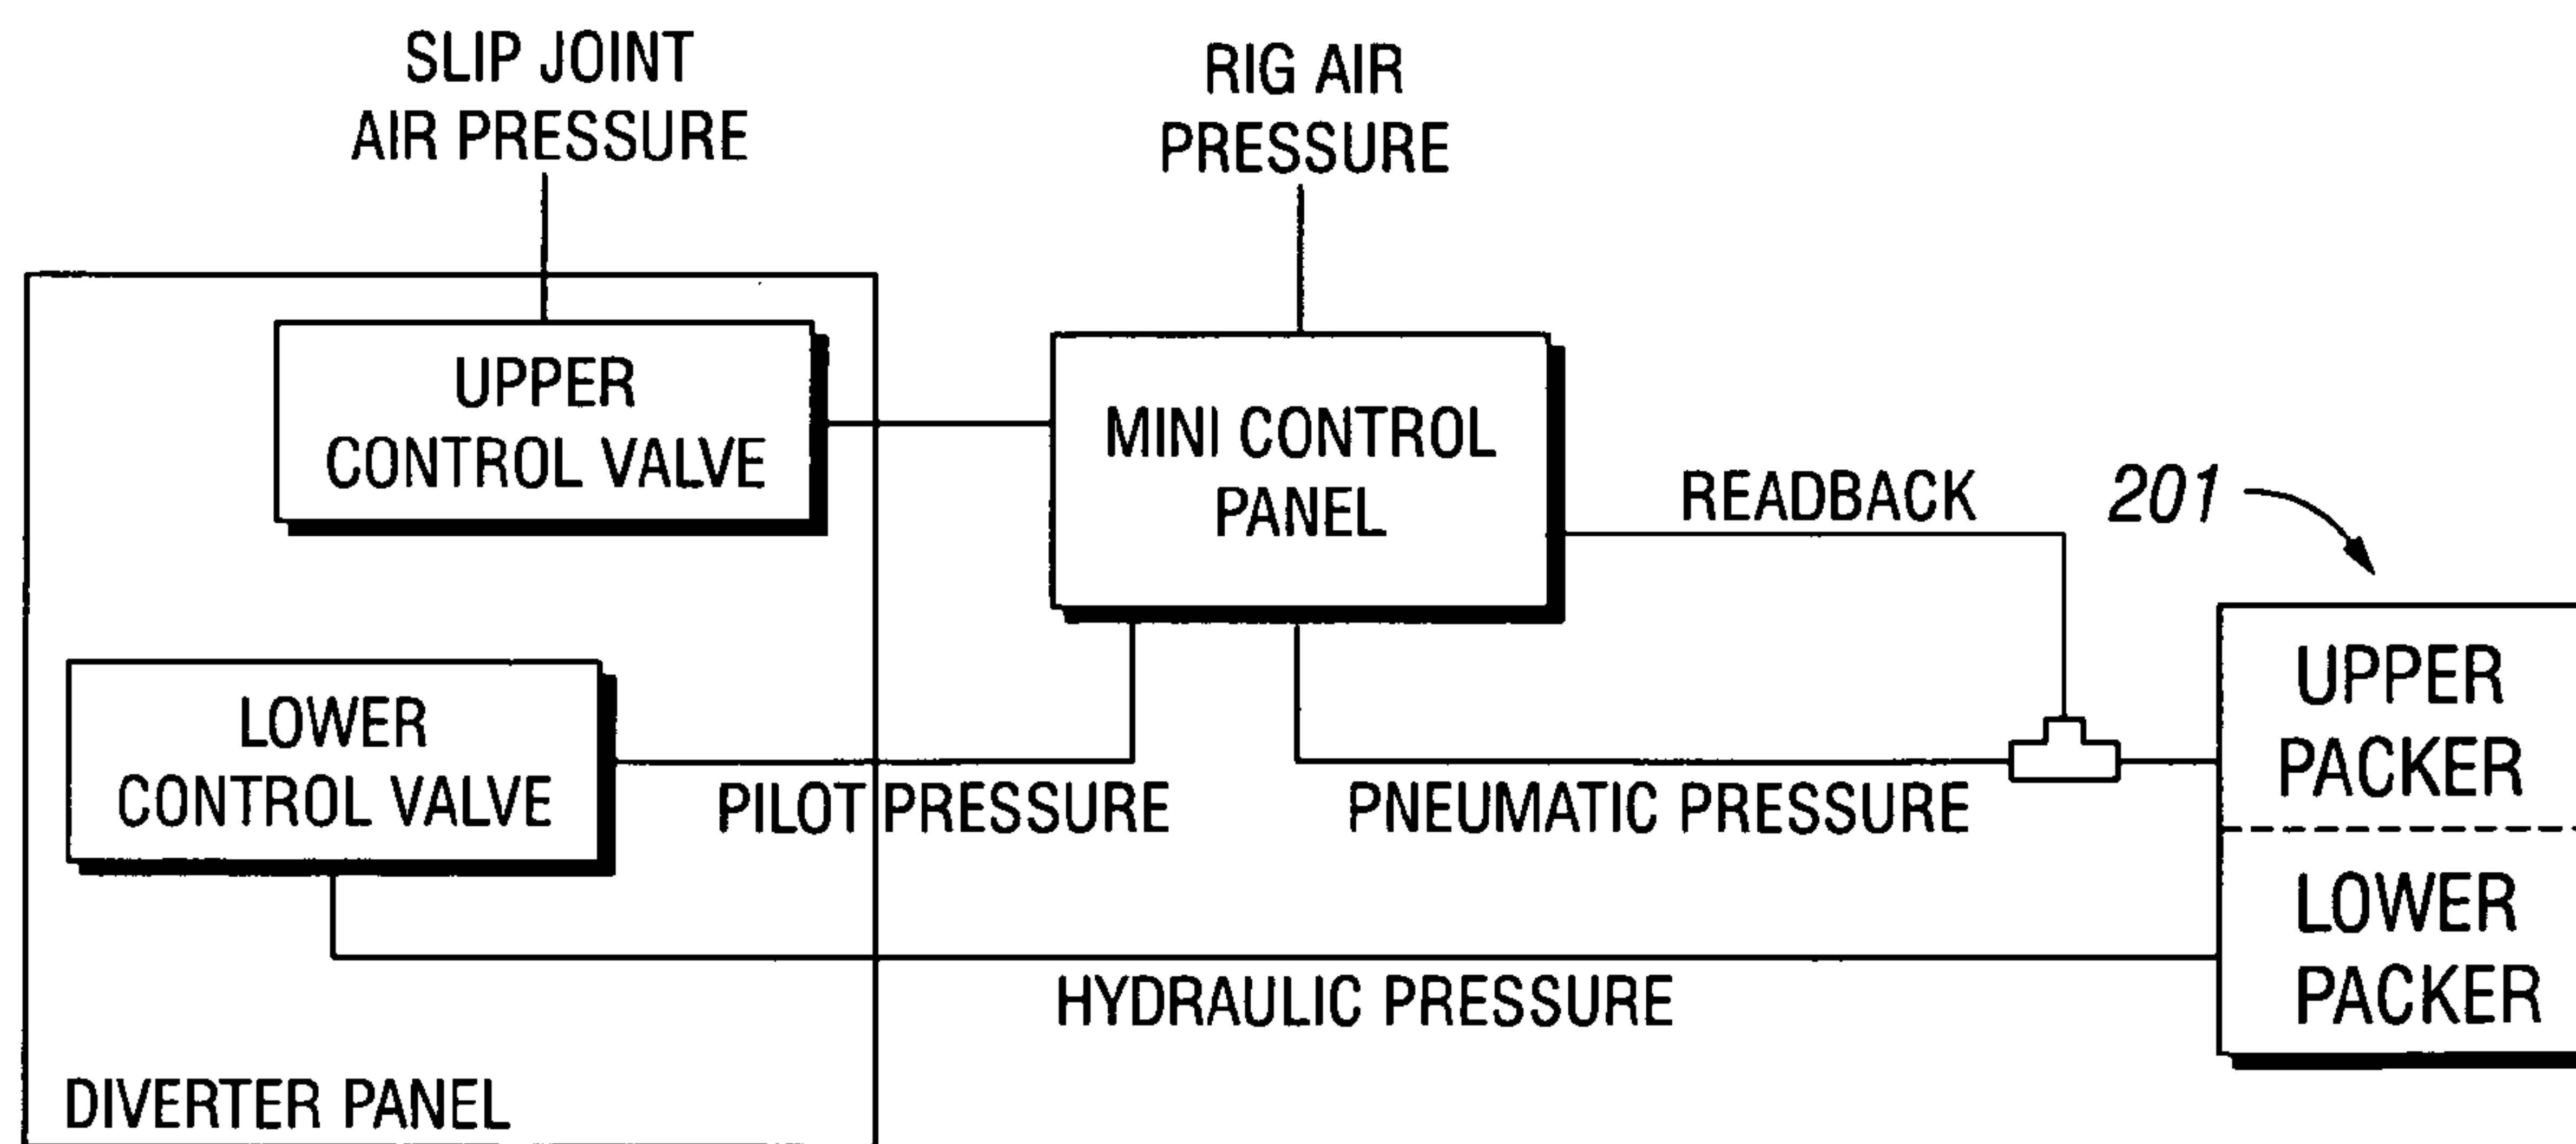 SLIP JOINT
AIR PRESSURE
RIG AIR
PRESSURE
UPPER
CONTROL VALVE
MINI CONTROL
PANEL
READBACK
201
LOWER
CONTROL VALVE
PILOT PRESSURE
PNEUMATIC PRESSURE
UPPER
PACKER
LOWER
PACKER
HYDRAULIC PRESSURE
DIVERTER PANEL